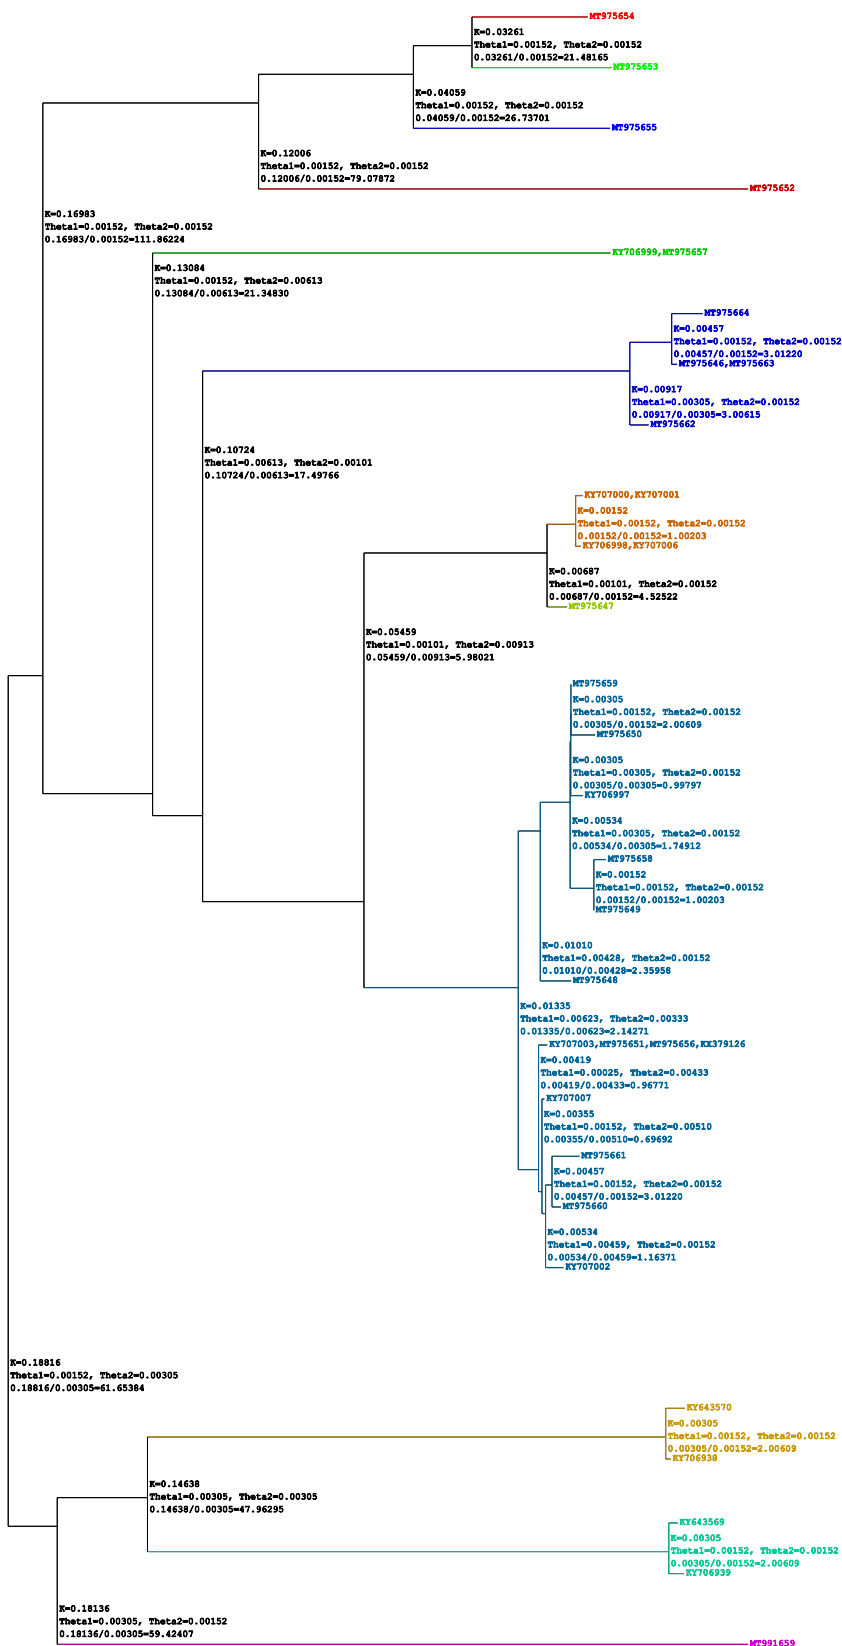 MT975654
K=0.03261
Theta1=0.00152, Theta2=0.00152
0.03261/0.00152=21.48165
MT975653
K=0.04059
Theta1=0.00152, Theta2=0.00152
0.04059/0.00152=26.73701
MT975655
K=0.12006
Theta1=0.00152, Theta2=0.00152
0.12006/0.00152=79.07872
MT975652
K=0.16983
Theta1=0.00152, Theta2=0.00152
0.16983/0.00152=111.86224
KY706999,MT975657
K=0.13084
Theta1=0.00152, Theta2=0.00613
0.13084/0.00613=21.34830
MT975664
K=0.00457
Theta1=0.00152, Theta2=0.00152
0.00457/0.00152=3.01220
MT975646,MT975663
K=0.00917
Theta1=0.00305, Theta2=0.00152
0.00917/0.00305=3.00615
MT975662
K=0.10724
Theta1=0.00613, Theta2=0.00101
0.10724/0.00613=17.49766
KY707000,KY707001
K=0.00152
Theta1=0.00152, Theta2=0.00152
0.00152/0.00152=1.00203
KY706998,KY707006
K=0.00687
Theta1=0.00101, Theta2=0.00152
0.00687/0.00152=4.52522
MT975647
K=0.05459
Theta1=0.00101, Theta2=0.00913
0.05459/0.00913=5.98021
MT975659
K=0.00305
Theta1=0.00152, Theta2=0.00152
0.00305/0.00152=2.00609
MT975650
K=0.00305
Theta1=0.00305, Theta2=0.00152
0.00305/0.00305=0.99797
KY706997
K=0.00534
Theta1=0.00305, Theta2=0.00152
0.00534/0.00305=1.74912
MT975658
K=0.00152
Theta1=0.00152, Theta2=0.00152
0.00152/0.00152=1.00203
MT975649
K=0.01010
Theta1=0.00428, Theta2=0.00152
0.01010/0.00428=2.35958
MT975648
K=0.01335
Theta1=0.00623, Theta2=0.00333
0.01335/0.00623=2.14271
KY707003,MT975651,MT975656,KX379126
K=0.00419
Theta1=0.00025, Theta2=0.00433
0.00419/0.00433=0.96771
KY707007
K=0.00355
Theta1=0.00152, Theta2=0.00510
0.00355/0.00510=0.69692
MT975661
K=0.00457
Theta1=0.00152, Theta2=0.00152
0.00457/0.00152=3.01220
MT975660
K=0.00534
Theta1=0.00459, Theta2=0.00152
0.00534/0.00459=1.16371
KY707002
K=0.18816
Theta1=0.00152, Theta2=0.00305
0.18816/0.00305=61.65384
KY643570
K=0.00305
Theta1=0.00152, Theta2=0.00152
0.00305/0.00152=2.00609
KY706938
K=0.14638
Theta1=0.00305, Theta2=0.00305
0.14638/0.00305=47.96295
KY643569
K=0.00305
Theta1=0.00152, Theta2=0.00152
0.00305/0.00152=2.00609
KY706939
K=0.18136
Theta1=0.00305, Theta2=0.00152
0.18136/0.00305=59.42407
MT991659